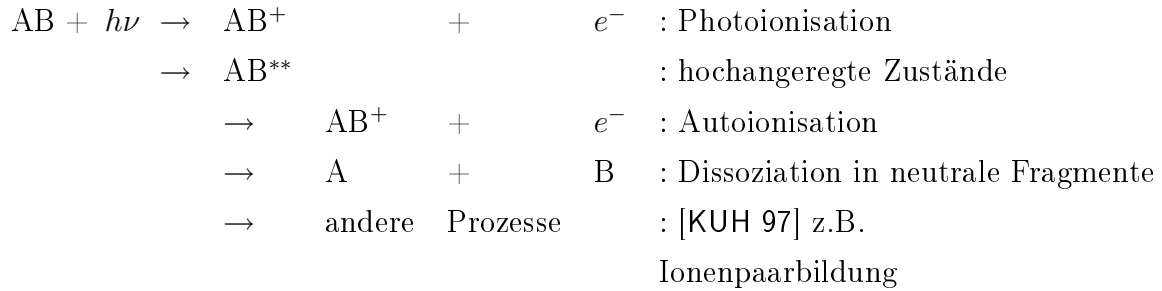 AB + hν → AB⁺ + e⁻ : Photoionisation
→ AB** : hochangeregte Zustände
→ AB⁺ + e⁻ : Autoionisation
→ A + B : Dissoziation in neutrale Fragmente
→ andere Prozesse : [KUH 97] z.B.
Ionenpaarbildung